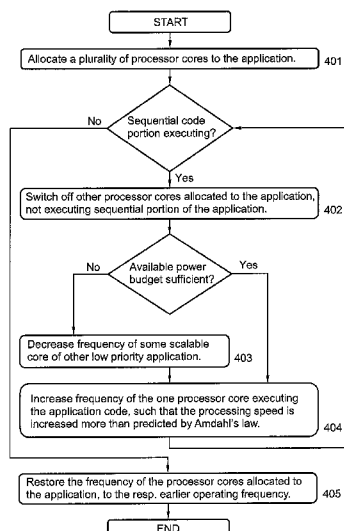 START
Allocate a plurality of processor cores to the application.
401
No
Sequential code
portion executing?
Yes
Switch off other processor cores allocated to the application,
not executing sequential portion of the application.
402
No
Available power
budget sufficient?
Yes
Decrease frequency of some scalable
core of other low priority application.
403
Increase frequency of the one processor core executing
the application code, such that the processing speed is
increased more than predicted by Amdahl's law.
404
Restore the frequency of the processor cores allocated to
the application, to the resp. earlier operating frequency.
405
END